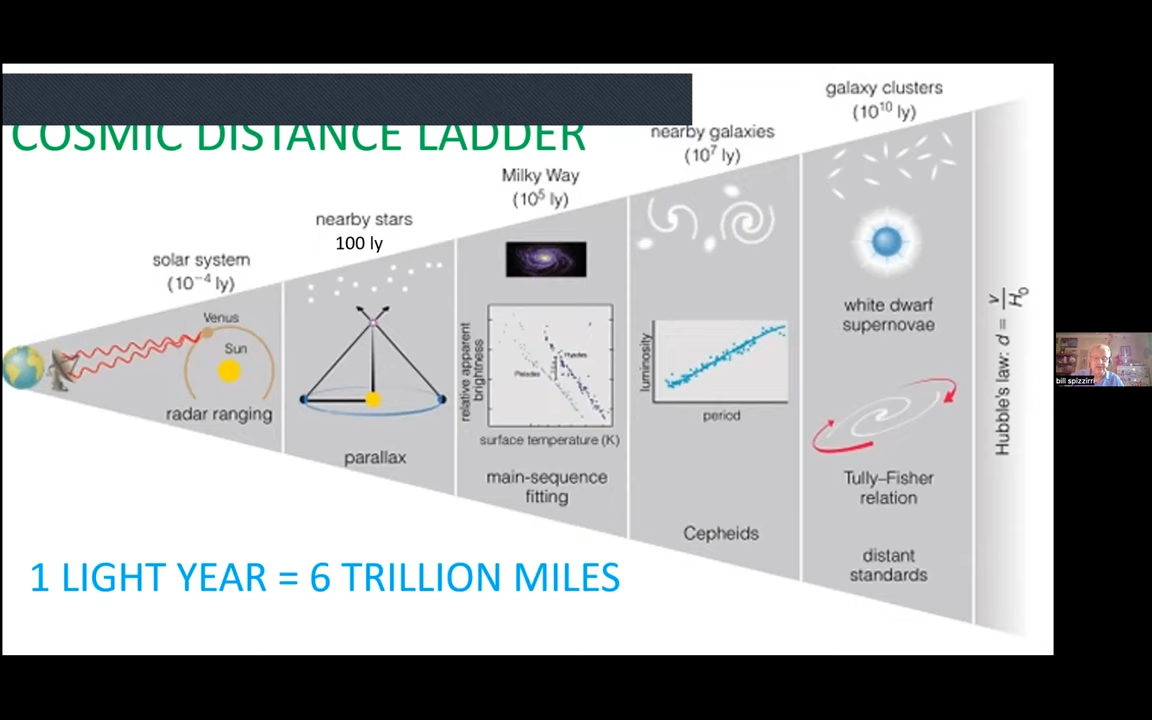 COSMIC DISTANCE LADDER
solar system
(10⁻⁴ ly)
Venus
Sun
radar ranging
nearby stars
100 ly
parallax
Milky Way
(10⁵ ly)
relative apparent
brightness
Pleiades
Hyades
surface temperature (K)
main-sequence
fitting
nearby galaxies
(10⁷ ly)
luminosity
period
Cepheids
galaxy clusters
(10¹⁰ ly)
white dwarf
supernovae
Tully–Fisher
relation
distant
standards
Hubble's law: d = v/H₀
1 LIGHT YEAR = 6 TRILLION MILES
bill spizzirri